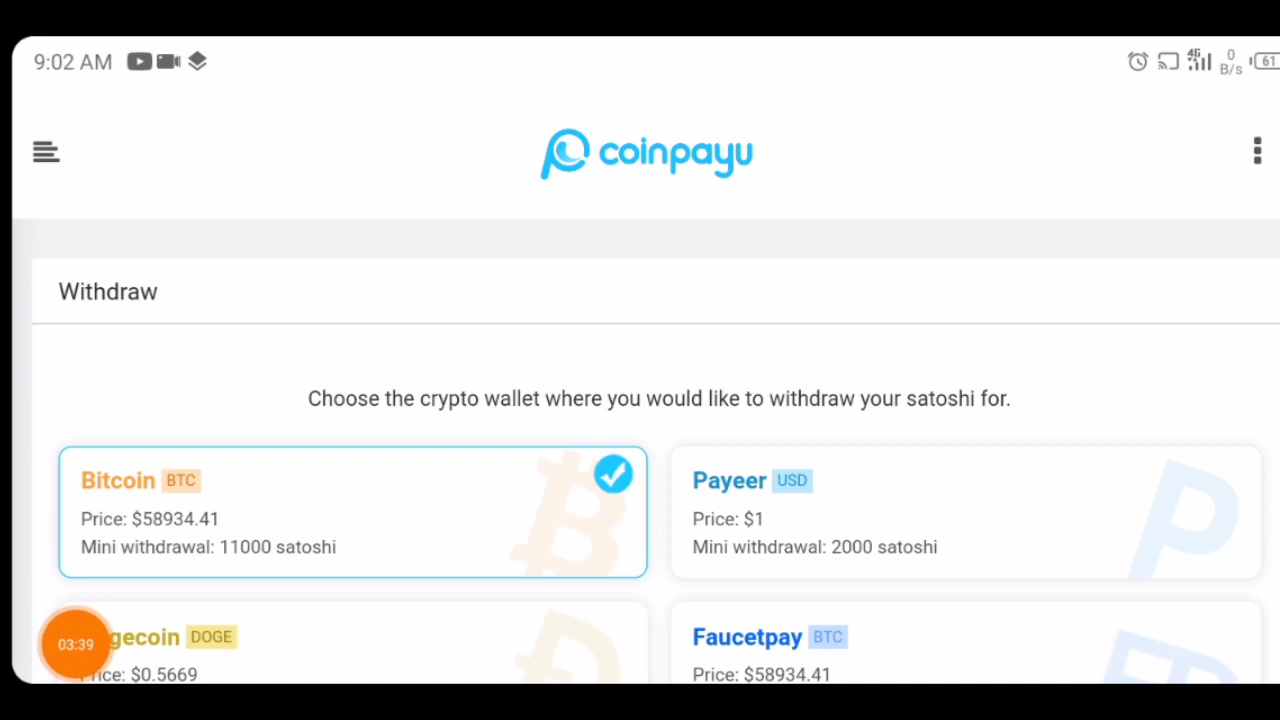 9:02 AM
4G
0
B/s
61
coinpayu
Withdraw
Choose the crypto wallet where you would like to withdraw your satoshi for.
Bitcoin BTC
Price: $58934.41
Mini withdrawal: 11000 satoshi
Payeer USD
Price: $1
Mini withdrawal: 2000 satoshi
gecoin DOGE
rice: $0.5669
03:39
Faucetpay BTC
Price: $58934.41